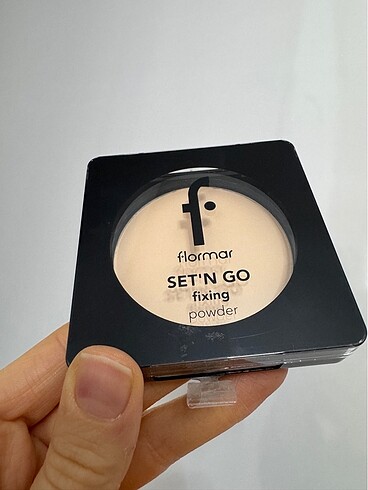 f
flormar
SET'N GO
fixing
powder